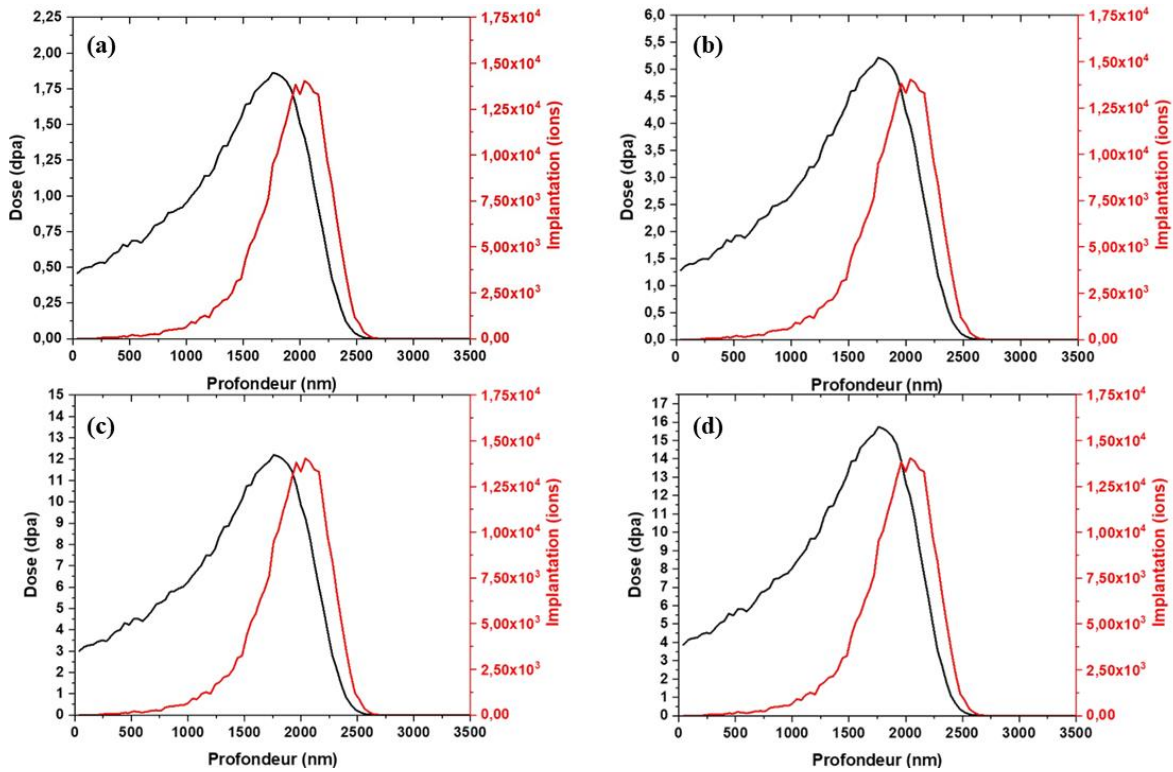 (a)
Dose (dpa)
2,25
2,00
1,75
1,50
1,25
1,00
0,75
0,50
0,25
0,00
0 500 1000 1500 2000 2500 3000 3500
Profondeur (nm)
1,75x10⁴
1,50x10⁴
1,25x10⁴
1,00x10⁴
7,50x10³
5,00x10³
2,50x10³
0,00
Implantation (ions)
(b)
Dose (dpa)
6,0
5,5
5,0
4,5
4,0
3,5
3,0
2,5
2,0
1,5
1,0
0,5
0,0
0 500 1000 1500 2000 2500 3000 3500
Profondeur (nm)
1,75x10⁴
1,50x10⁴
1,25x10⁴
1,00x10⁴
7,50x10³
5,00x10³
2,50x10³
0,00
Implantation (ions)
(c)
Dose (dpa)
15
14
13
12
11
10
9
8
7
6
5
4
3
2
1
0
0 500 1000 1500 2000 2500 3000 3500
Profondeur (nm)
1,75x10⁴
1,50x10⁴
1,25x10⁴
1,00x10⁴
7,50x10³
5,00x10³
2,50x10³
0,00
Implantation (ions)
(d)
Dose (dpa)
17
16
15
14
13
12
11
10
9
8
7
6
5
4
3
2
1
0
0 500 1000 1500 2000 2500 3000 3500
Profondeur (nm)
1,75x10⁴
1,50x10⁴
1,25x10⁴
1,00x10⁴
7,50x10³
5,00x10³
2,50x10³
0,00
Implantation (ions)